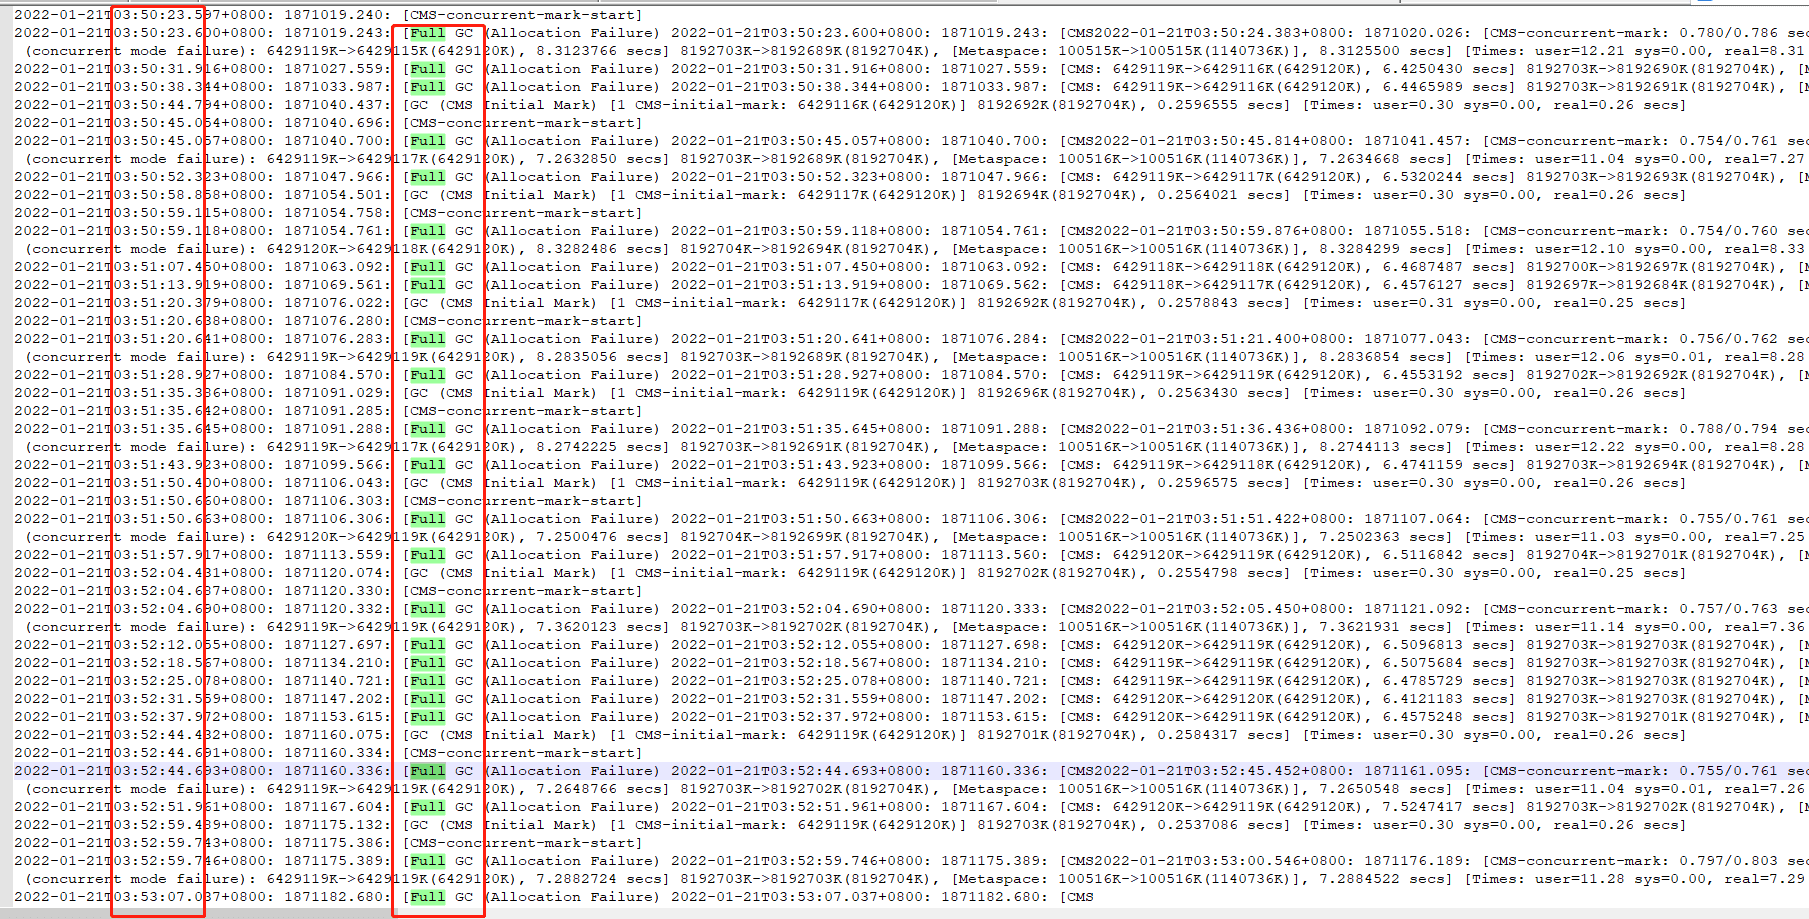 2022-01-21T03:50:23.597+0800: 1871019.240: [CMS-concurrent-mark-start]
2022-01-21T03:50:23.600+0800: 1871019.243: [Full GC (Allocation Failure) 2022-01-21T03:50:23.600+0800: 1871019.243: [CMS2022-01-21T03:50:24.383+0800: 1871020.026: [CMS-concurrent-mark: 0.780/0.786 sec
(concurrent mode failure): 6429119K->6429115K(6429120K), 8.3123766 secs] 8192703K->8192689K(8192704K), [Metaspace: 100515K->100515K(1140736K)], 8.3125500 secs] [Times: user=12.21 sys=0.00, real=8.31
2022-01-21T03:50:31.916+0800: 1871027.559: [Full GC (Allocation Failure) 2022-01-21T03:50:31.916+0800: 1871027.559: [CMS: 6429119K->6429116K(6429120K), 6.4250430 secs] 8192703K->8192690K(8192704K), [M
2022-01-21T03:50:38.344+0800: 1871033.987: [Full GC (Allocation Failure) 2022-01-21T03:50:38.344+0800: 1871033.987: [CMS: 6429119K->6429116K(6429120K), 6.4465989 secs] 8192703K->8192691K(8192704K), [M
2022-01-21T03:50:44.794+0800: 1871040.437: [GC (CMS Initial Mark) [1 CMS-initial-mark: 6429116K(6429120K)] 8192692K(8192704K), 0.2596555 secs] [Times: user=0.30 sys=0.00, real=0.26 secs]
2022-01-21T03:50:45.054+0800: 1871040.696: [CMS-concurrent-mark-start]
2022-01-21T03:50:45.057+0800: 1871040.700: [Full GC (Allocation Failure) 2022-01-21T03:50:45.057+0800: 1871040.700: [CMS2022-01-21T03:50:45.814+0800: 1871041.457: [CMS-concurrent-mark: 0.754/0.761 sec
(concurrent mode failure): 6429119K->6429117K(6429120K), 7.2632850 secs] 8192703K->8192689K(8192704K), [Metaspace: 100516K->100516K(1140736K)], 7.2634668 secs] [Times: user=11.04 sys=0.00, real=7.27
2022-01-21T03:50:52.323+0800: 1871047.966: [Full GC (Allocation Failure) 2022-01-21T03:50:52.323+0800: 1871047.966: [CMS: 6429119K->6429117K(6429120K), 6.5320244 secs] 8192703K->8192693K(8192704K), [M
2022-01-21T03:50:58.858+0800: 1871054.501: [GC (CMS Initial Mark) [1 CMS-initial-mark: 6429117K(6429120K)] 8192694K(8192704K), 0.2564021 secs] [Times: user=0.30 sys=0.00, real=0.26 secs]
2022-01-21T03:50:59.115+0800: 1871054.758: [CMS-concurrent-mark-start]
2022-01-21T03:50:59.118+0800: 1871054.761: [Full GC (Allocation Failure) 2022-01-21T03:50:59.118+0800: 1871054.761: [CMS2022-01-21T03:50:59.876+0800: 1871055.518: [CMS-concurrent-mark: 0.754/0.760 sec
(concurrent mode failure): 6429120K->6429118K(6429120K), 8.3282486 secs] 8192704K->8192694K(8192704K), [Metaspace: 100516K->100516K(1140736K)], 8.3284299 secs] [Times: user=12.10 sys=0.00, real=8.33
2022-01-21T03:51:07.450+0800: 1871063.092: [Full GC (Allocation Failure) 2022-01-21T03:51:07.450+0800: 1871063.092: [CMS: 6429118K->6429118K(6429120K), 6.4687487 secs] 8192700K->8192697K(8192704K), [M
2022-01-21T03:51:13.919+0800: 1871069.561: [Full GC (Allocation Failure) 2022-01-21T03:51:13.919+0800: 1871069.562: [CMS: 6429118K->6429117K(6429120K), 6.4576127 secs] 8192697K->8192684K(8192704K), [M
2022-01-21T03:51:20.379+0800: 1871076.022: [GC (CMS Initial Mark) [1 CMS-initial-mark: 6429117K(6429120K)] 8192692K(8192704K), 0.2578843 secs] [Times: user=0.31 sys=0.00, real=0.25 secs]
2022-01-21T03:51:20.638+0800: 1871076.280: [CMS-concurrent-mark-start]
2022-01-21T03:51:20.641+0800: 1871076.283: [Full GC (Allocation Failure) 2022-01-21T03:51:20.641+0800: 1871076.284: [CMS2022-01-21T03:51:21.400+0800: 1871077.043: [CMS-concurrent-mark: 0.756/0.762 sec
(concurrent mode failure): 6429119K->6429119K(6429120K), 8.2835056 secs] 8192703K->8192689K(8192704K), [Metaspace: 100516K->100516K(1140736K)], 8.2836854 secs] [Times: user=12.06 sys=0.01, real=8.28
2022-01-21T03:51:28.927+0800: 1871084.570: [Full GC (Allocation Failure) 2022-01-21T03:51:28.927+0800: 1871084.570: [CMS: 6429119K->6429119K(6429120K), 6.4553192 secs] 8192702K->8192692K(8192704K), [M
2022-01-21T03:51:35.386+0800: 1871091.029: [GC (CMS Initial Mark) [1 CMS-initial-mark: 6429119K(6429120K)] 8192696K(8192704K), 0.2563430 secs] [Times: user=0.30 sys=0.00, real=0.26 secs]
2022-01-21T03:51:35.642+0800: 1871091.285: [CMS-concurrent-mark-start]
2022-01-21T03:51:35.645+0800: 1871091.288: [Full GC (Allocation Failure) 2022-01-21T03:51:35.645+0800: 1871091.288: [CMS2022-01-21T03:51:36.436+0800: 1871092.079: [CMS-concurrent-mark: 0.788/0.794 sec
(concurrent mode failure): 6429119K->6429117K(6429120K), 8.2742225 secs] 8192703K->8192691K(8192704K), [Metaspace: 100516K->100516K(1140736K)], 8.2744113 secs] [Times: user=12.22 sys=0.00, real=8.28
2022-01-21T03:51:43.923+0800: 1871099.566: [Full GC (Allocation Failure) 2022-01-21T03:51:43.923+0800: 1871099.566: [CMS: 6429119K->6429118K(6429120K), 6.4741159 secs] 8192703K->8192694K(8192704K), [M
2022-01-21T03:51:50.400+0800: 1871106.043: [GC (CMS Initial Mark) [1 CMS-initial-mark: 6429119K(6429120K)] 8192703K(8192704K), 0.2596575 secs] [Times: user=0.30 sys=0.00, real=0.26 secs]
2022-01-21T03:51:50.660+0800: 1871106.303: [CMS-concurrent-mark-start]
2022-01-21T03:51:50.663+0800: 1871106.306: [Full GC (Allocation Failure) 2022-01-21T03:51:50.663+0800: 1871106.306: [CMS2022-01-21T03:51:51.422+0800: 1871107.064: [CMS-concurrent-mark: 0.755/0.761 sec
(concurrent mode failure): 6429120K->6429119K(6429120K), 7.2500476 secs] 8192704K->8192699K(8192704K), [Metaspace: 100516K->100516K(1140736K)], 7.2502363 secs] [Times: user=11.03 sys=0.00, real=7.25
2022-01-21T03:51:57.917+0800: 1871113.559: [Full GC (Allocation Failure) 2022-01-21T03:51:57.917+0800: 1871113.560: [CMS: 6429120K->6429119K(6429120K), 6.5116842 secs] 8192704K->8192701K(8192704K), [M
2022-01-21T03:52:04.431+0800: 1871120.074: [GC (CMS Initial Mark) [1 CMS-initial-mark: 6429119K(6429120K)] 8192702K(8192704K), 0.2554798 secs] [Times: user=0.30 sys=0.00, real=0.25 secs]
2022-01-21T03:52:04.687+0800: 1871120.330: [CMS-concurrent-mark-start]
2022-01-21T03:52:04.690+0800: 1871120.332: [Full GC (Allocation Failure) 2022-01-21T03:52:04.690+0800: 1871120.333: [CMS2022-01-21T03:52:05.450+0800: 1871121.092: [CMS-concurrent-mark: 0.757/0.763 sec
(concurrent mode failure): 6429119K->6429119K(6429120K), 7.3620123 secs] 8192703K->8192702K(8192704K), [Metaspace: 100516K->100516K(1140736K)], 7.3621931 secs] [Times: user=11.14 sys=0.00, real=7.36
2022-01-21T03:52:12.055+0800: 1871127.697: [Full GC (Allocation Failure) 2022-01-21T03:52:12.055+0800: 1871127.698: [CMS: 6429120K->6429119K(6429120K), 6.5096813 secs] 8192703K->8192703K(8192704K), [M
2022-01-21T03:52:18.567+0800: 1871134.210: [Full GC (Allocation Failure) 2022-01-21T03:52:18.567+0800: 1871134.210: [CMS: 6429119K->6429119K(6429120K), 6.5075684 secs] 8192703K->8192703K(8192704K), [M
2022-01-21T03:52:25.078+0800: 1871140.721: [Full GC (Allocation Failure) 2022-01-21T03:52:25.078+0800: 1871140.721: [CMS: 6429119K->6429119K(6429120K), 6.4785729 secs] 8192703K->8192703K(8192704K), [M
2022-01-21T03:52:31.559+0800: 1871147.202: [Full GC (Allocation Failure) 2022-01-21T03:52:31.559+0800: 1871147.202: [CMS: 6429120K->6429120K(6429120K), 6.4121183 secs] 8192703K->8192703K(8192704K), [M
2022-01-21T03:52:37.972+0800: 1871153.615: [Full GC (Allocation Failure) 2022-01-21T03:52:37.972+0800: 1871153.615: [CMS: 6429120K->6429119K(6429120K), 6.4575248 secs] 8192703K->8192701K(8192704K), [M
2022-01-21T03:52:44.432+0800: 1871160.075: [GC (CMS Initial Mark) [1 CMS-initial-mark: 6429119K(6429120K)] 8192701K(8192704K), 0.2584317 secs] [Times: user=0.30 sys=0.00, real=0.26 secs]
2022-01-21T03:52:44.691+0800: 1871160.334: [CMS-concurrent-mark-start]
2022-01-21T03:52:44.693+0800: 1871160.336: [Full GC (Allocation Failure) 2022-01-21T03:52:44.693+0800: 1871160.336: [CMS2022-01-21T03:52:45.452+0800: 1871161.095: [CMS-concurrent-mark: 0.755/0.761 sec
(concurrent mode failure): 6429119K->6429119K(6429120K), 7.2648766 secs] 8192703K->8192702K(8192704K), [Metaspace: 100516K->100516K(1140736K)], 7.2650548 secs] [Times: user=11.04 sys=0.01, real=7.26
2022-01-21T03:52:51.961+0800: 1871167.604: [Full GC (Allocation Failure) 2022-01-21T03:52:51.961+0800: 1871167.604: [CMS: 6429120K->6429119K(6429120K), 7.5247417 secs] 8192703K->8192702K(8192704K), [M
2022-01-21T03:52:59.489+0800: 1871175.132: [GC (CMS Initial Mark) [1 CMS-initial-mark: 6429119K(6429120K)] 8192703K(8192704K), 0.2537086 secs] [Times: user=0.30 sys=0.00, real=0.26 secs]
2022-01-21T03:52:59.743+0800: 1871175.386: [CMS-concurrent-mark-start]
2022-01-21T03:52:59.746+0800: 1871175.389: [Full GC (Allocation Failure) 2022-01-21T03:52:59.746+0800: 1871175.389: [CMS2022-01-21T03:53:00.546+0800: 1871176.189: [CMS-concurrent-mark: 0.797/0.803 sec
(concurrent mode failure): 6429119K->6429119K(6429120K), 7.2882724 secs] 8192703K->8192703K(8192704K), [Metaspace: 100516K->100516K(1140736K)], 7.2884522 secs] [Times: user=11.28 sys=0.00, real=7.29
2022-01-21T03:53:07.037+0800: 1871182.680: [Full GC (Allocation Failure) 2022-01-21T03:53:07.037+0800: 1871182.680: [CMS